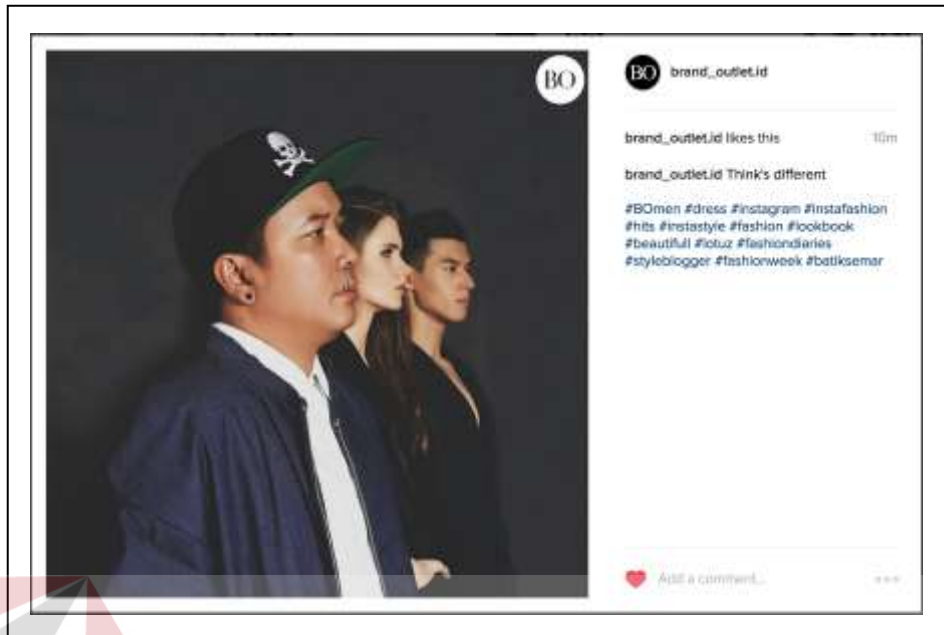 BO
BO brand_outlet.id
brand_outlet.id likes this 10m
brand_outlet.id Think's different
#BOmen #dress #instagram #instafashion
#hits #instastyle #fashion #lookbook
#beautifull #lotuz #fashiondiaries
#styleblogger #fashionweek #batiksemar
Add a comment...